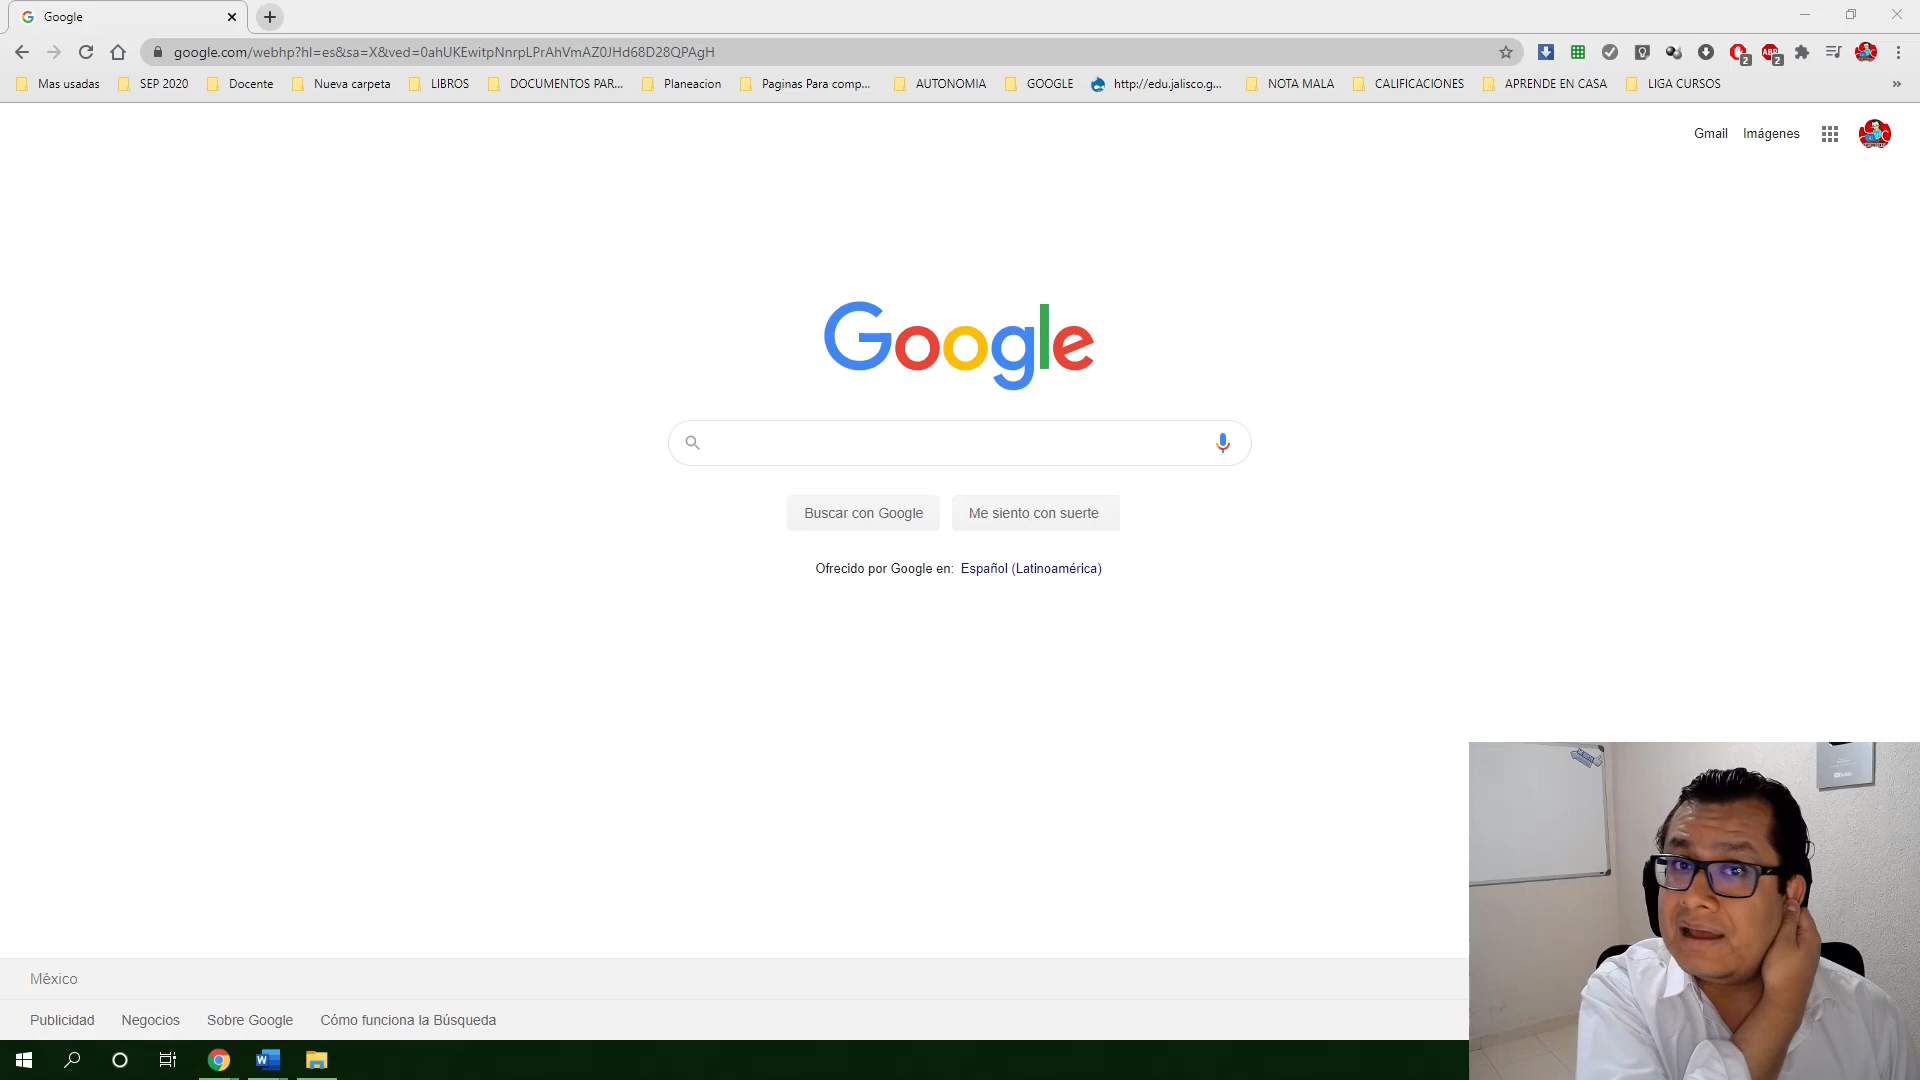 Google
google.com/webhp?hl=es&sa=X&ved=0ahUKEwitpNnrpLPrAhVmAZ0JHd68D28QPAgH
2 2
ABP
Mas usadas SEP 2020 Docente Nueva carpeta LIBROS DOCUMENTOS PAR... Planeacion Paginas Para comp... AUTONOMIA GOOGLE http://edu.jalisco.g... NOTA MALA CALIFICACIONES APRENDE EN CASA LIGA CURSOS »
Gmail Imágenes
Google
Buscar con Google Me siento con suerte
Ofrecido por Google en: Español (Latinoamérica)
México
Publicidad Negocios Sobre Google Cómo funciona la Búsqueda